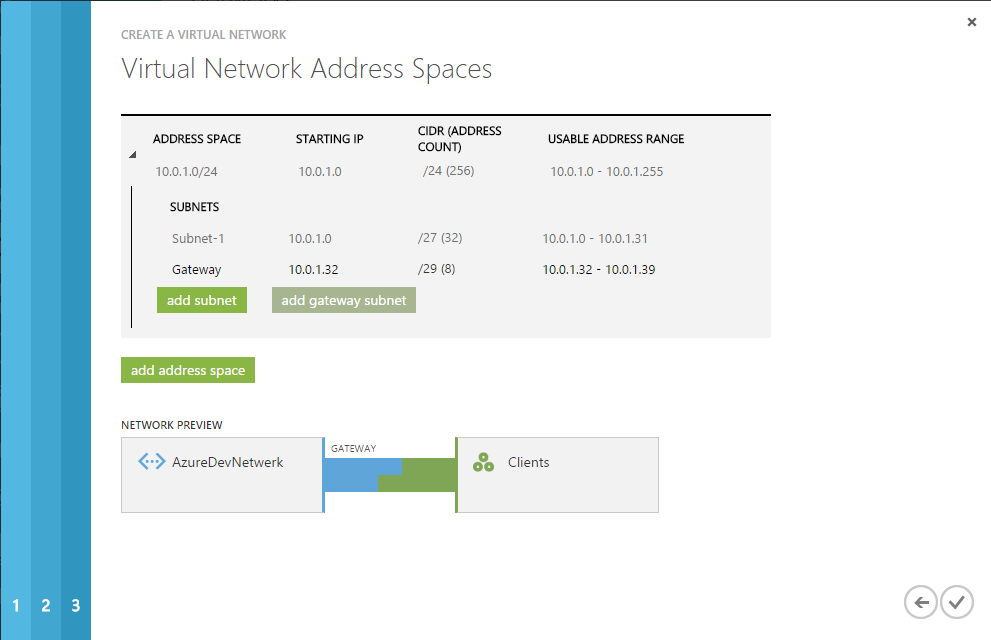 CREATE A VIRTUAL NETWORK
Virtual Network Address Spaces
ADDRESS SPACE STARTING IP CIDR (ADDRESS COUNT) USABLE ADDRESS RANGE
10.0.1.0/24 10.0.1.0 /24 (256) 10.0.1.0 - 10.0.1.255
SUBNETS
Subnet-1 10.0.1.0 /27 (32) 10.0.1.0 - 10.0.1.31
Gateway 10.0.1.32 /29 (8) 10.0.1.32 - 10.0.1.39
add subnet add gateway subnet
add address space
NETWORK PREVIEW
AzureDevNetwerk GATEWAY Clients
1 2 3